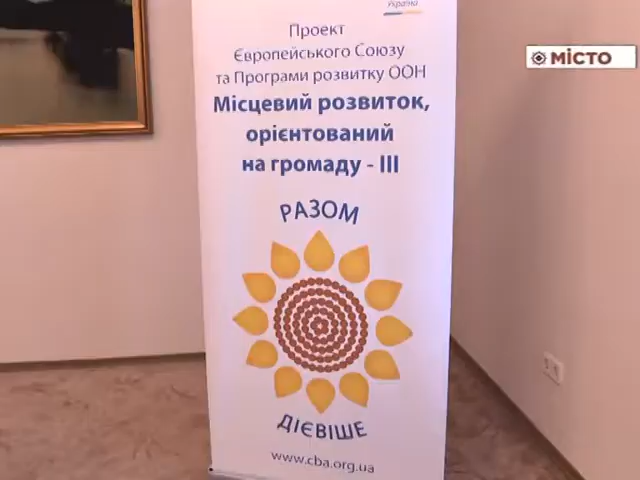 Україна
Проект
Європейського Союзу
та Програми розвитку ООН
Місцевий розвиток,
орієнтований
на громаду - III
МІСТО
РАЗОМ
ДІЄВІШЕ
www.cba.org.ua